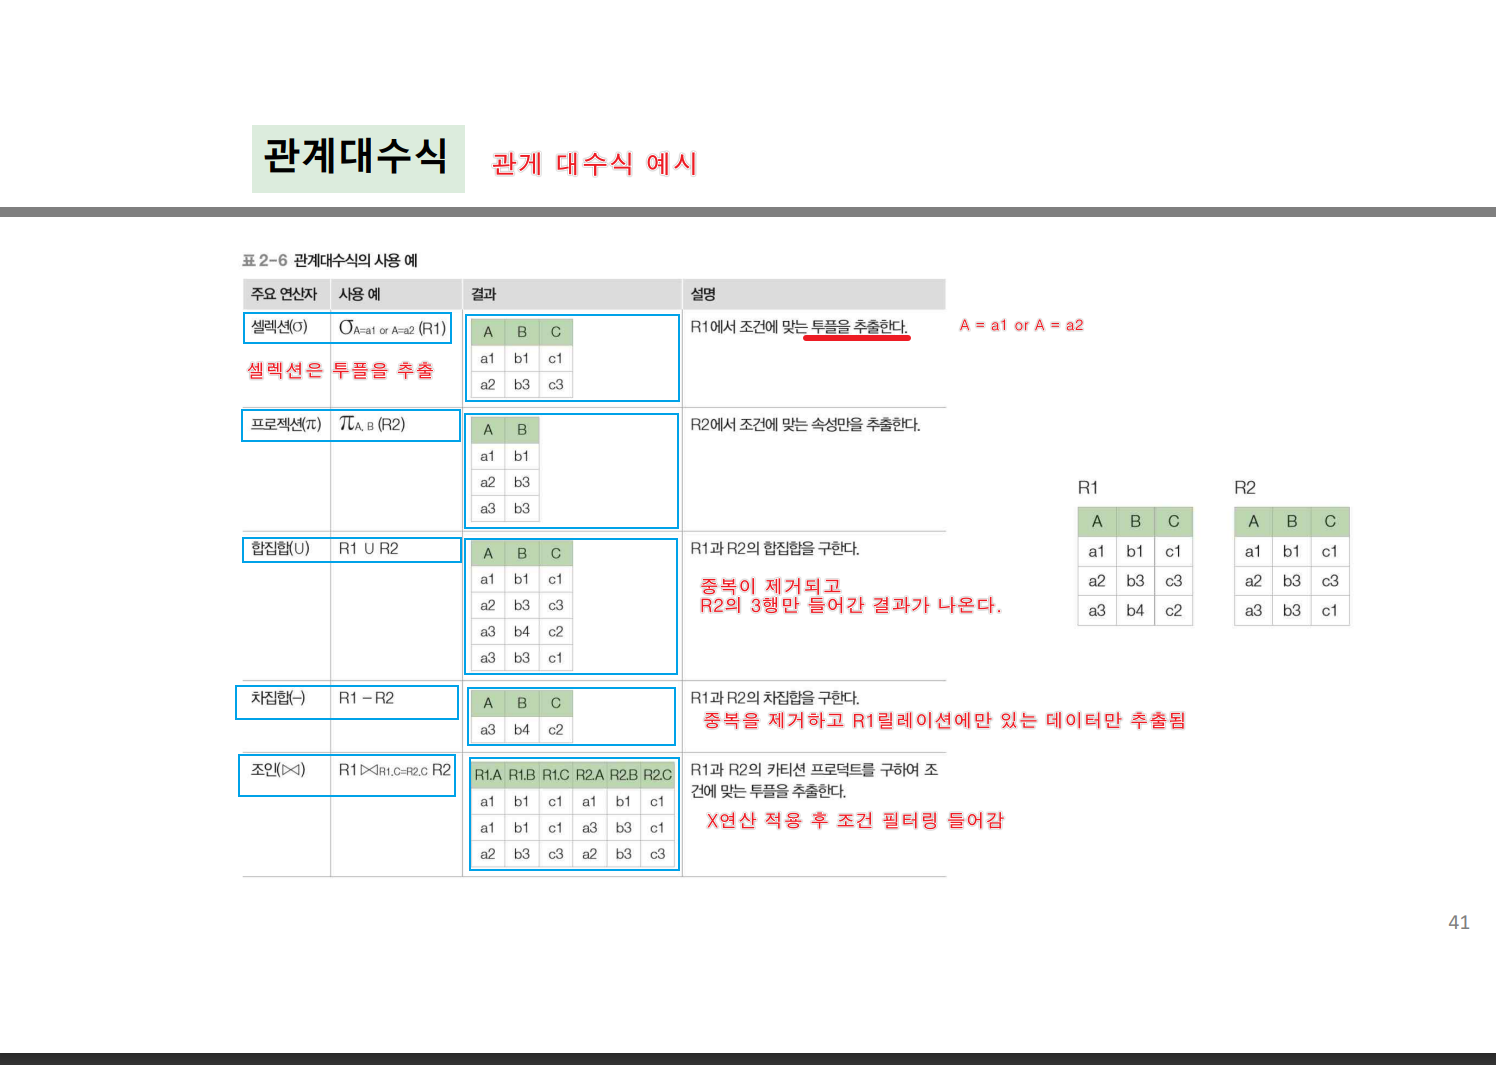 관계대수식 관게 대수식 예시
표 2-6 관계대수식의 사용 예
주요 연산자 사용 예 결과 설명
셀렉션(σ) σA=a1 or A=a2 (R1) R1에서 조건에 맞는 투플을 추출한다. A = a1 or A = a2
A B C
a1 b1 c1
셀렉션은 투플을 추출
a2 b3 c3
프로젝션(π) πA, B (R2) R2에서 조건에 맞는 속성만을 추출한다.
A B
a1 b1
a2 b3
a3 b3
합집합(∪) R1 ∪ R2 R1과 R2의 합집합을 구한다.
A B C
a1 b1 c1
a2 b3 c3
a3 b4 c2
a3 b3 c1
중복이 제거되고
R2의 3행만 들어간 결과가 나온다.
차집합(−) R1 − R2 R1과 R2의 차집합을 구한다.
A B C
a3 b4 c2
중복을 제거하고 R1릴레이션에만 있는 데이터만 추출됨
조인(⋈) R1⋈R1.C=R2.C R2 R1과 R2의 카티션 프로덕트를 구하여 조
건에 맞는 투플을 추출한다.
R1.A R1.B R1.C R2.A R2.B R2.C
a1 b1 c1 a1 b1 c1
a1 b1 c1 a3 b3 c1
a2 b3 c3 a2 b3 c3
X연산 적용 후 조건 필터링 들어감
R1
A B C
a1 b1 c1
a2 b3 c3
a3 b4 c2
R2
A B C
a1 b1 c1
a2 b3 c3
a3 b3 c1
41